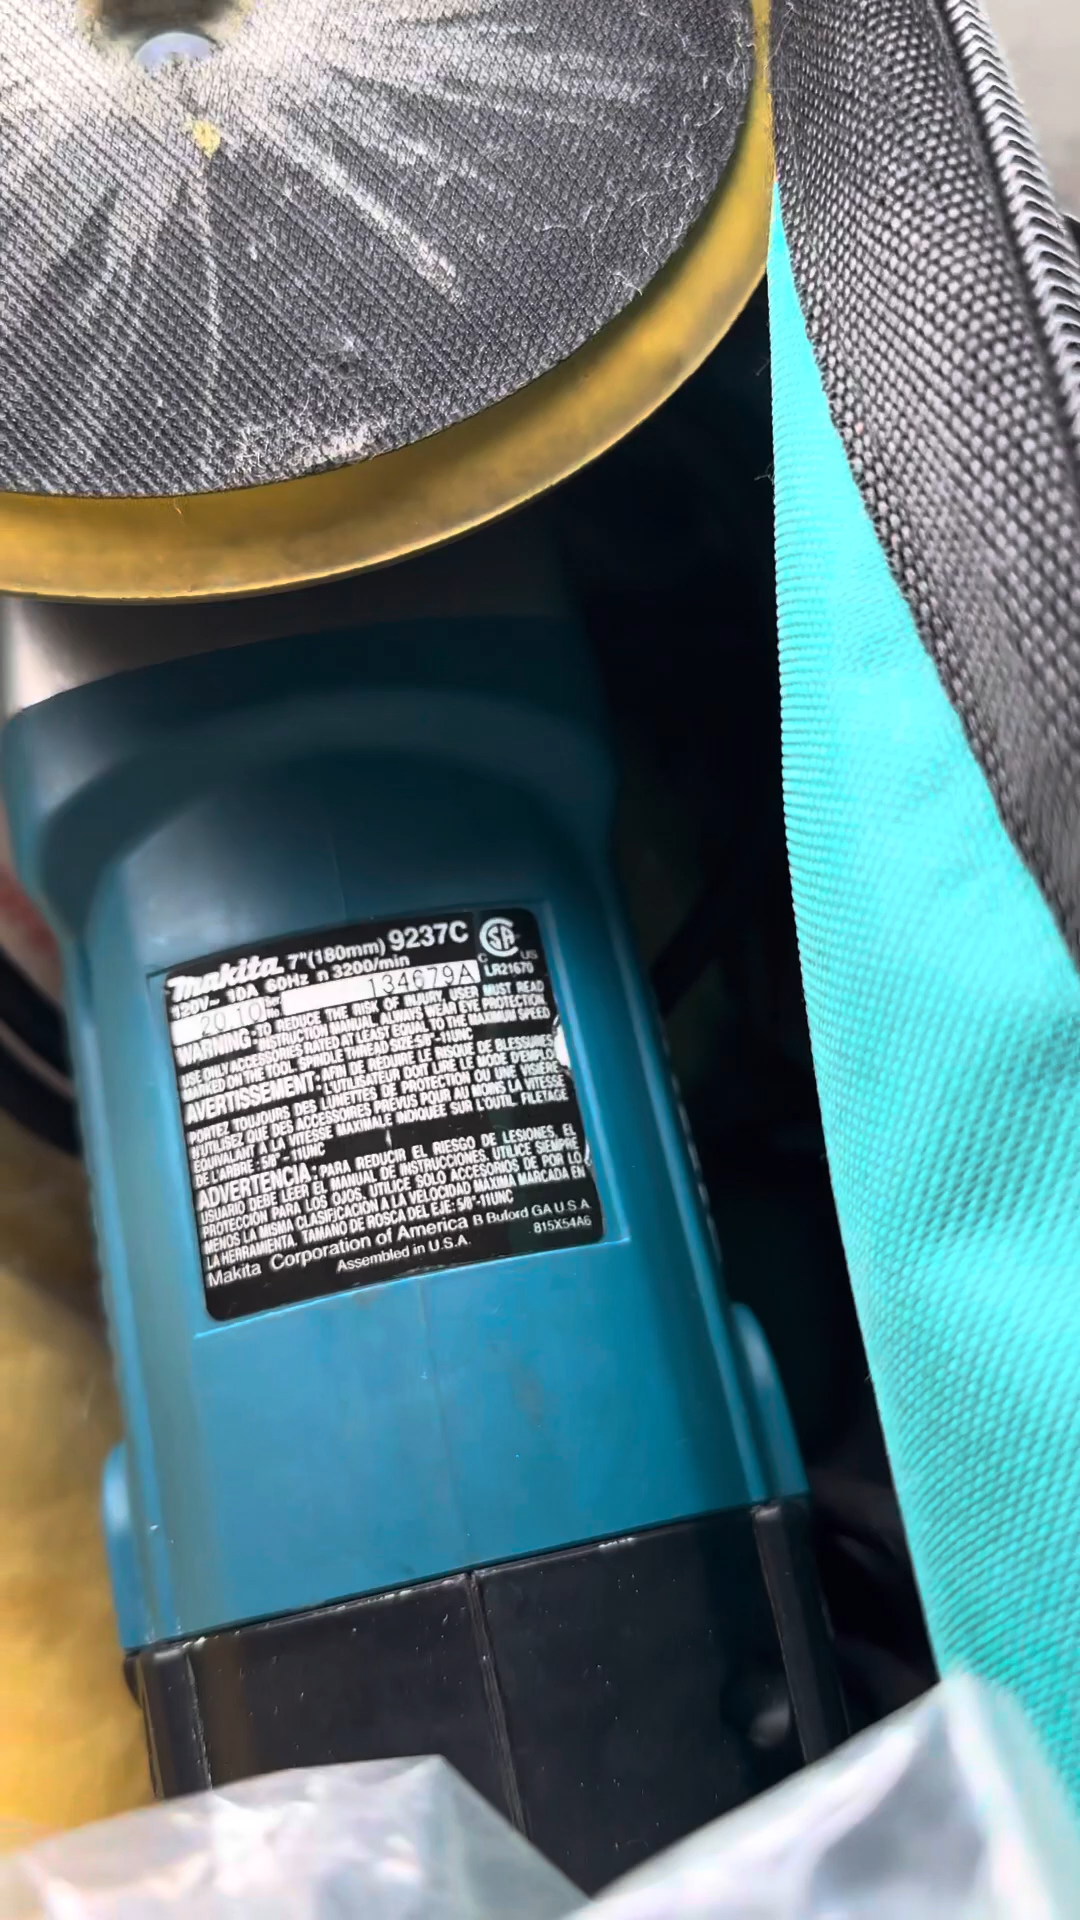 makita 7"(180mm) 9237C
120V~ 10A 60Hz n 3200/min
LR21670
C US
20 10 134679A
WARNING: TO REDUCE THE RISK OF INJURY, USER MUST READ
INSTRUCTION MANUAL. ALWAYS WEAR EYE PROTECTION.
USE ONLY ACCESSORIES RATED AT LEAST EQUAL TO THE MAXIMUM SPEED
MARKED ON THE TOOL. SPINDLE THREAD SIZE:5/8"-11UNC
AVERTISSEMENT: AFIN DE RÉDUIRE LE RISQUE DE BLESSURES
L'UTILISATEUR DOIT LIRE LE MODE D'EMPLOI.
PORTEZ TOUJOURS DES LUNETTES DE PROTECTION OU UNE VISIÈRE.
N'UTILISEZ QUE DES ACCESSOIRES PRÉVUS POUR AU MOINS LA VITESSE
ÉQUIVALANT À LA VITESSE MAXIMALE INDIQUÉE SUR L'OUTIL. FILETAGE
DE L'ARBRE: 5/8"-11UNC
ADVERTENCIA: PARA REDUCIR EL RIESGO DE LESIONES, EL
USUARIO DEBE LEER EL MANUAL DE INSTRUCCIONES. UTILICE SIEMPRE
PROTECCIÓN PARA LOS OJOS. UTILICE SÓLO ACCESORIOS DE POR LO
MENOS LA MISMA CLASIFICACIÓN A LA VELOCIDAD MÁXIMA MARCADA EN
LA HERRAMIENTA. TAMAÑO DE ROSCA DEL EJE: 5/8"-11UNC
Makita Corporation of America B Buford GA U.S.A.
Assembled in U.S.A. 815X54A6